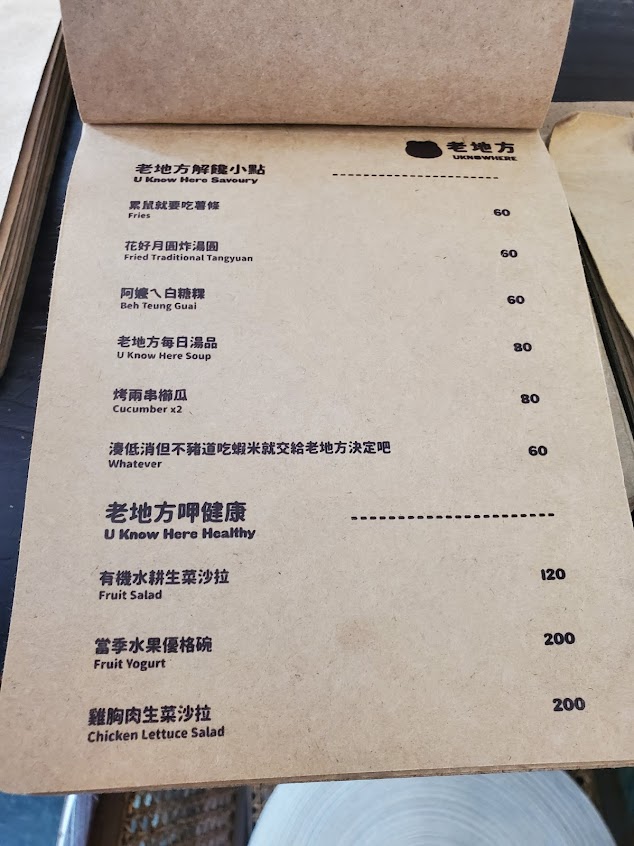 老地方
UKNOWHERE
老地方解饞小點
U Know Here Savoury
累鼠就要吃薯條 60
Fries
花好月圓炸湯圓 60
Fried Traditional Tangyuan
阿嬤ㄟ白糖粿 60
Beh Teung Guai
老地方每日湯品 80
U Know Here Soup
烤兩串櫛瓜 80
Cucumber x2
湊低消但不豬道吃蝦米就交給老地方決定吧 60
Whatever
老地方呷健康
U Know Here Healthy
有機水耕生菜沙拉 120
Fruit Salad
當季水果優格碗 200
Fruit Yogurt
雞胸肉生菜沙拉 200
Chicken Lettuce Salad